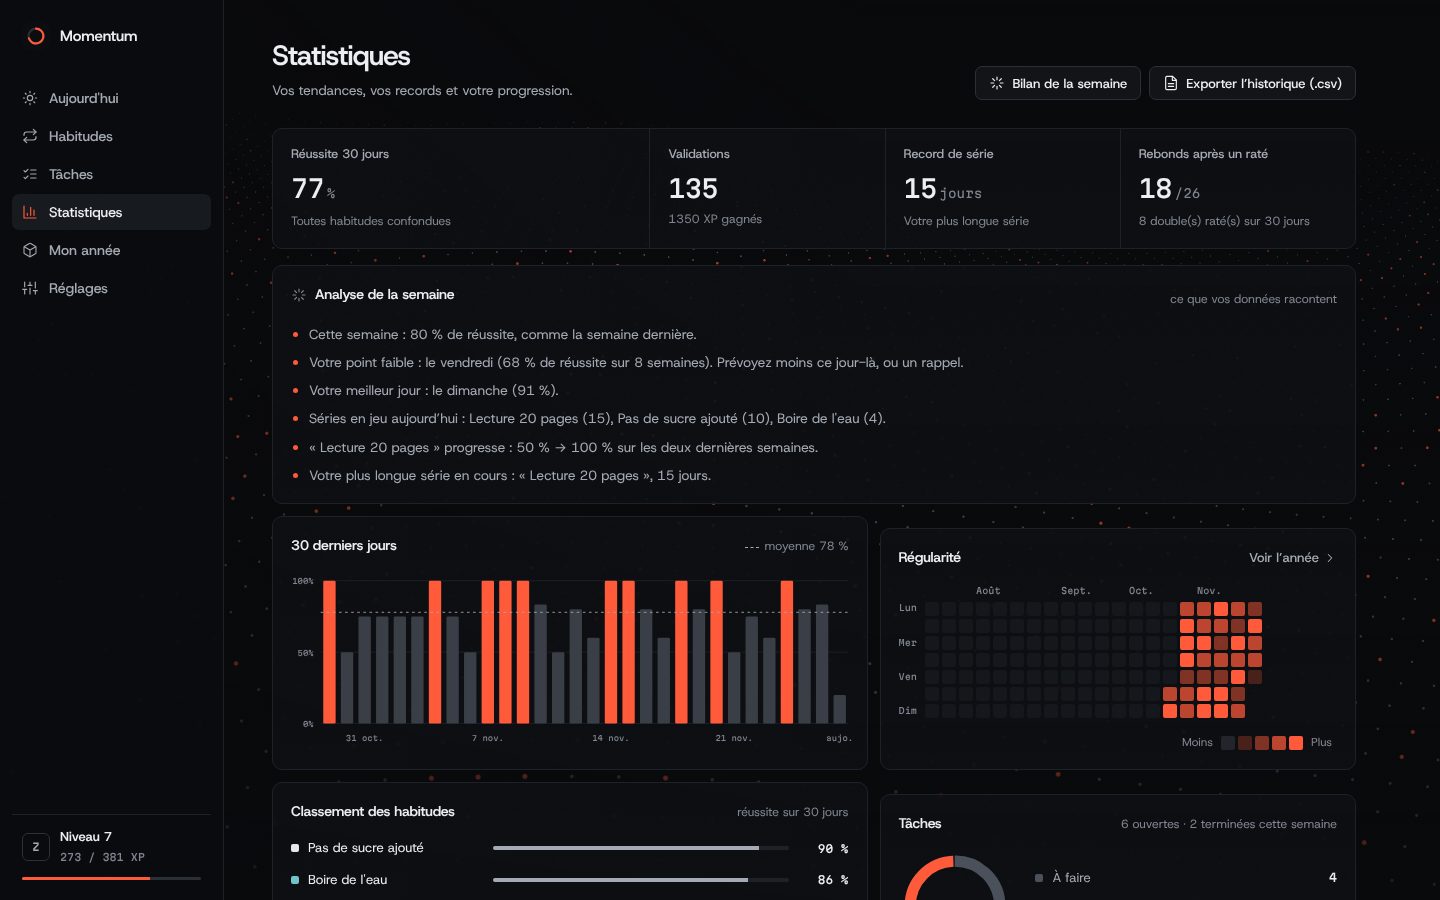 Momentum
Aujourd'hui
Habitudes
Tâches
Statistiques
Mon année
Réglages
Niveau 7
Z
273 / 381 XP
Statistiques
Vos tendances, vos records et votre progression.
Bilan de la semaine
Exporter l’historique (.csv)
Réussite 30 jours
77 %
Toutes habitudes confondues
Validations
135
1350 XP gagnés
Record de série
15 jours
Votre plus longue série
Rebonds après un raté
18 /26
8 double(s) raté(s) sur 30 jours
Analyse de la semaine
ce que vos données racontent
Cette semaine : 80 % de réussite, comme la semaine dernière.
Votre point faible : le vendredi (68 % de réussite sur 8 semaines). Prévoyez moins ce jour-là, ou un rappel.
Votre meilleur jour : le dimanche (91 %).
Séries en jeu aujourd’hui : Lecture 20 pages (15), Pas de sucre ajouté (10), Boire de l'eau (4).
« Lecture 20 pages » progresse : 50 % → 100 % sur les deux dernières semaines.
Votre plus longue série en cours : « Lecture 20 pages », 15 jours.
30 derniers jours
--- moyenne 78 %
100%
50%
0%
31 oct.
7 nov.
14 nov.
21 nov.
aujo.
Régularité
Voir l’année
Août
Sept.
Oct.
Nov.
Lun
Mer
Ven
Dim
Moins
Plus
Classement des habitudes
réussite sur 30 jours
Pas de sucre ajouté
90 %
Boire de l'eau
86 %
Tâches
6 ouvertes · 2 terminées cette semaine
À faire
4